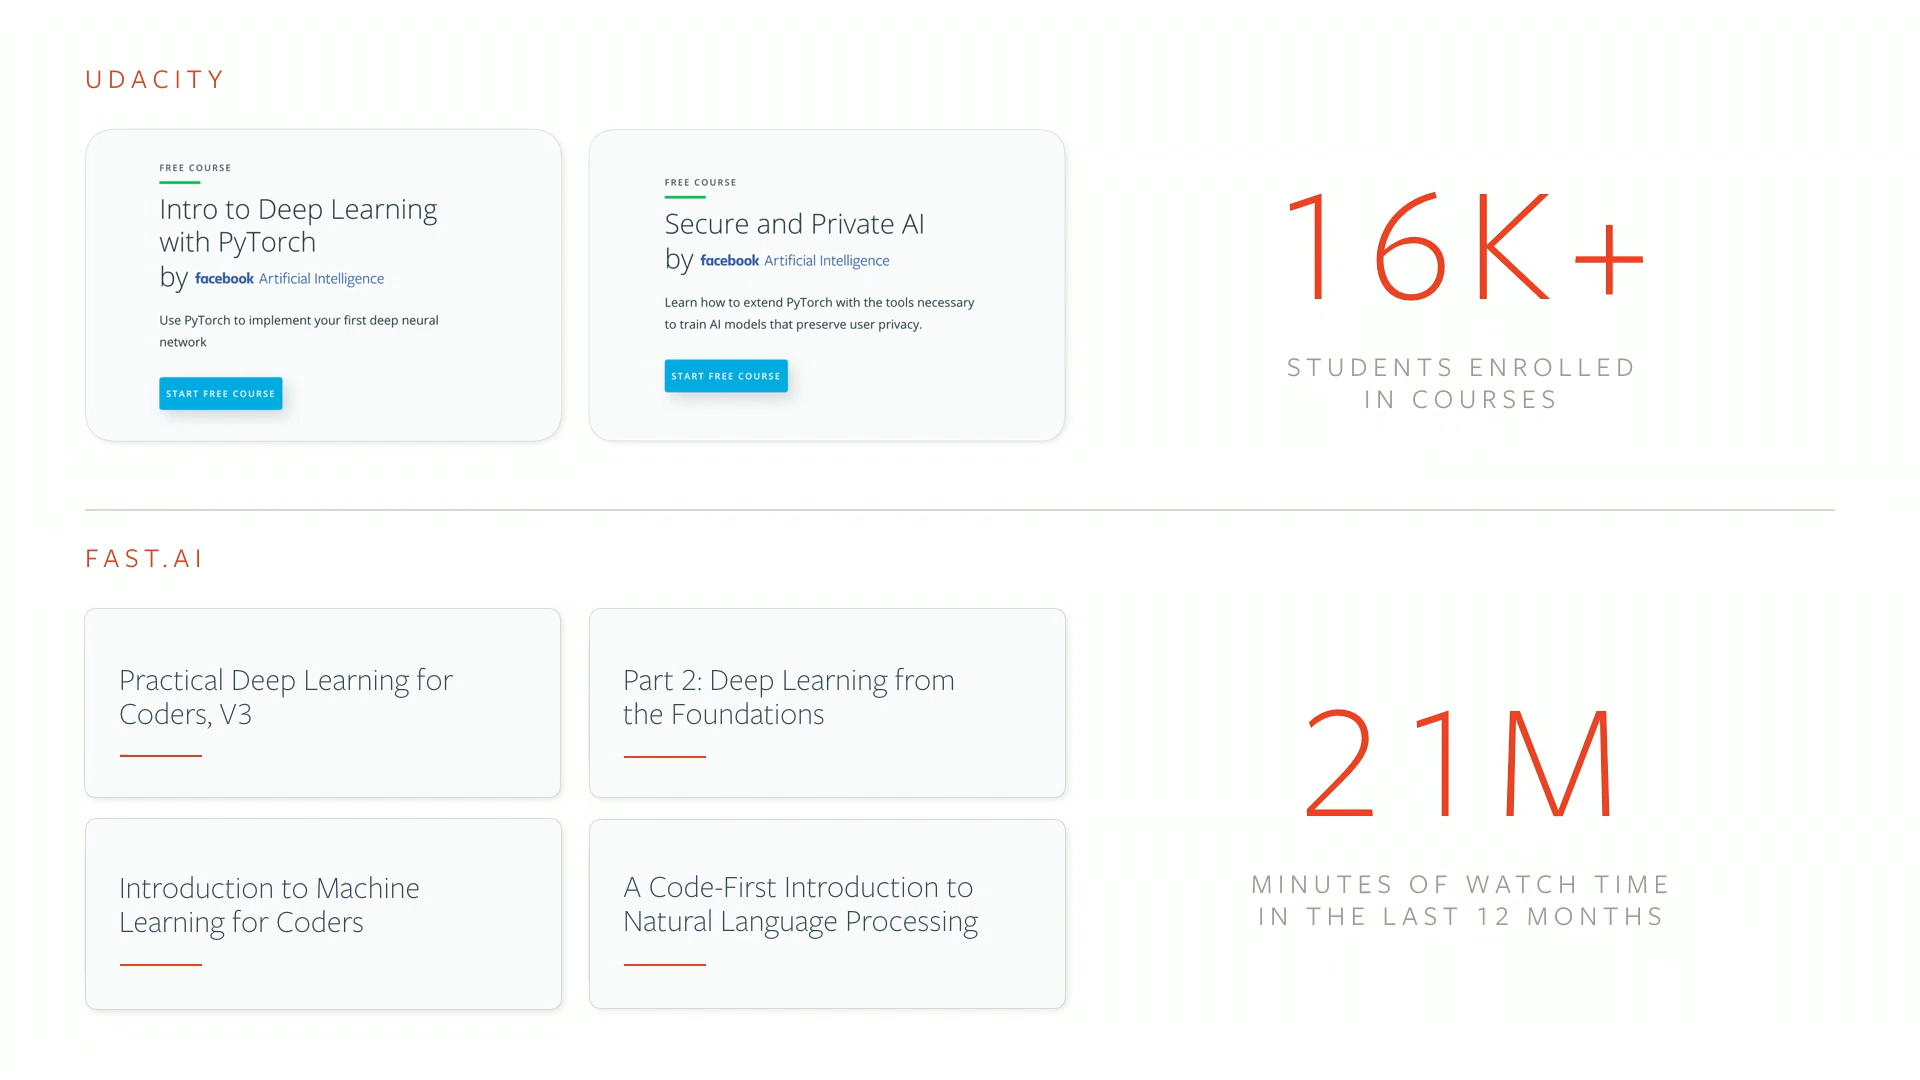 UDACITY
FREE COURSE
Intro to Deep Learning
with PyTorch
by facebook Artificial Intelligence
Use PyTorch to implement your first deep neural
network
START FREE COURSE
FREE COURSE
Secure and Private AI
by facebook Artificial Intelligence
Learn how to extend PyTorch with the tools necessary
to train AI models that preserve user privacy.
START FREE COURSE
16K+
STUDENTS ENROLLED
IN COURSES
FAST.AI
Practical Deep Learning for
Coders, V3
Part 2: Deep Learning from
the Foundations
Introduction to Machine
Learning for Coders
A Code-First Introduction to
Natural Language Processing
21M
MINUTES OF WATCH TIME
IN THE LAST 12 MONTHS